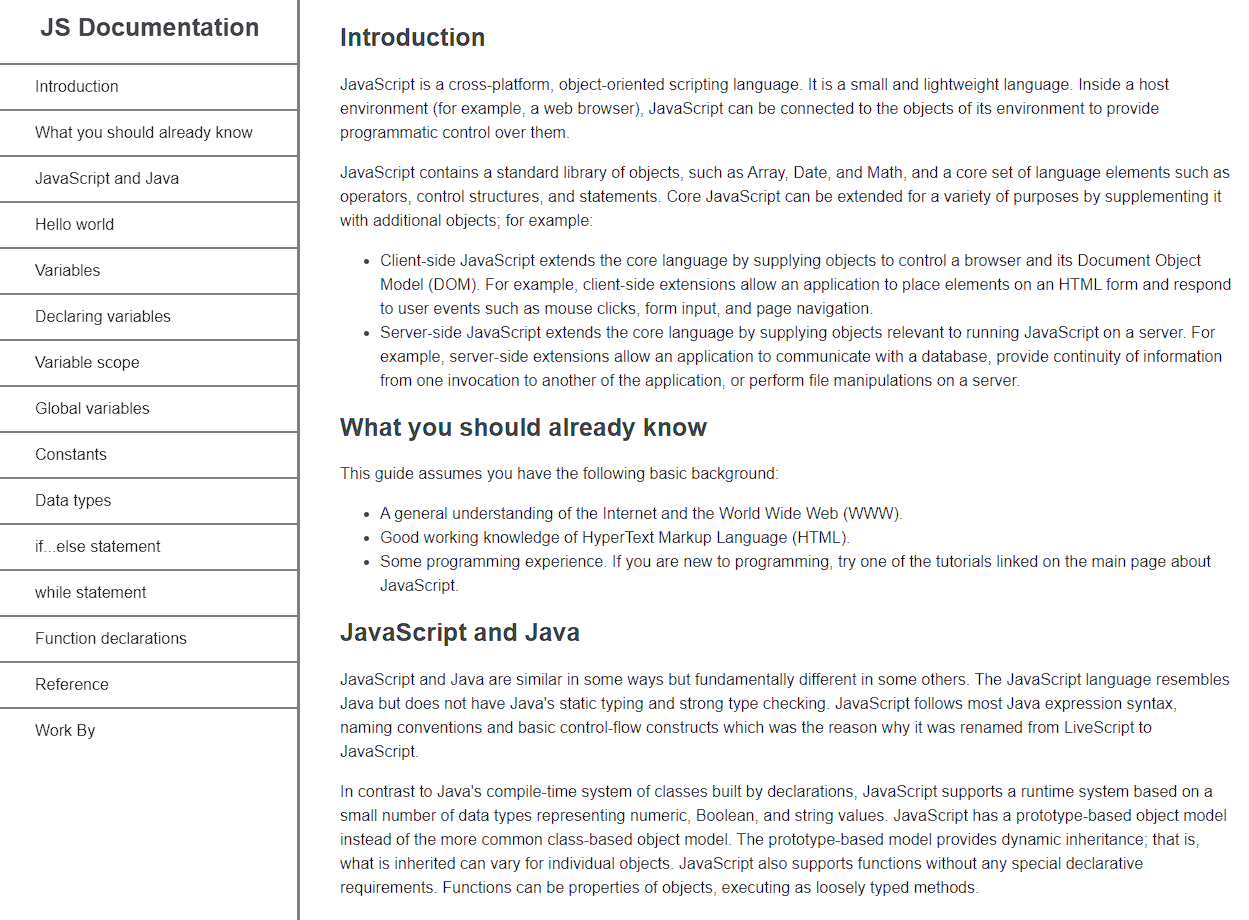 JS Documentation
Introduction
What you should already know
JavaScript and Java
Hello world
Variables
Declaring variables
Variable scope
Global variables
Constants
Data types
if...else statement
while statement
Function declarations
Reference
Work By
Introduction
JavaScript is a cross-platform, object-oriented scripting language. It is a small and lightweight language. Inside a host
environment (for example, a web browser), JavaScript can be connected to the objects of its environment to provide
programmatic control over them.
JavaScript contains a standard library of objects, such as Array, Date, and Math, and a core set of language elements such as
operators, control structures, and statements. Core JavaScript can be extended for a variety of purposes by supplementing it
with additional objects; for example:
• Client-side JavaScript extends the core language by supplying objects to control a browser and its Document Object
Model (DOM). For example, client-side extensions allow an application to place elements on an HTML form and respond
to user events such as mouse clicks, form input, and page navigation.
• Server-side JavaScript extends the core language by supplying objects relevant to running JavaScript on a server. For
example, server-side extensions allow an application to communicate with a database, provide continuity of information
from one invocation to another of the application, or perform file manipulations on a server.
What you should already know
This guide assumes you have the following basic background:
• A general understanding of the Internet and the World Wide Web (WWW).
• Good working knowledge of HyperText Markup Language (HTML).
• Some programming experience. If you are new to programming, try one of the tutorials linked on the main page about
JavaScript.
JavaScript and Java
JavaScript and Java are similar in some ways but fundamentally different in some others. The JavaScript language resembles
Java but does not have Java's static typing and strong type checking. JavaScript follows most Java expression syntax,
naming conventions and basic control-flow constructs which was the reason why it was renamed from LiveScript to
JavaScript.
In contrast to Java's compile-time system of classes built by declarations, JavaScript supports a runtime system based on a
small number of data types representing numeric, Boolean, and string values. JavaScript has a prototype-based object model
instead of the more common class-based object model. The prototype-based model provides dynamic inheritance; that is,
what is inherited can vary for individual objects. JavaScript also supports functions without any special declarative
requirements. Functions can be properties of objects, executing as loosely typed methods.